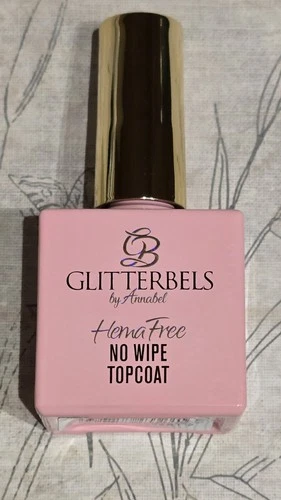 GB
GLITTERBELS
by Annabel
Hema Free
NO WIPE
TOPCOAT